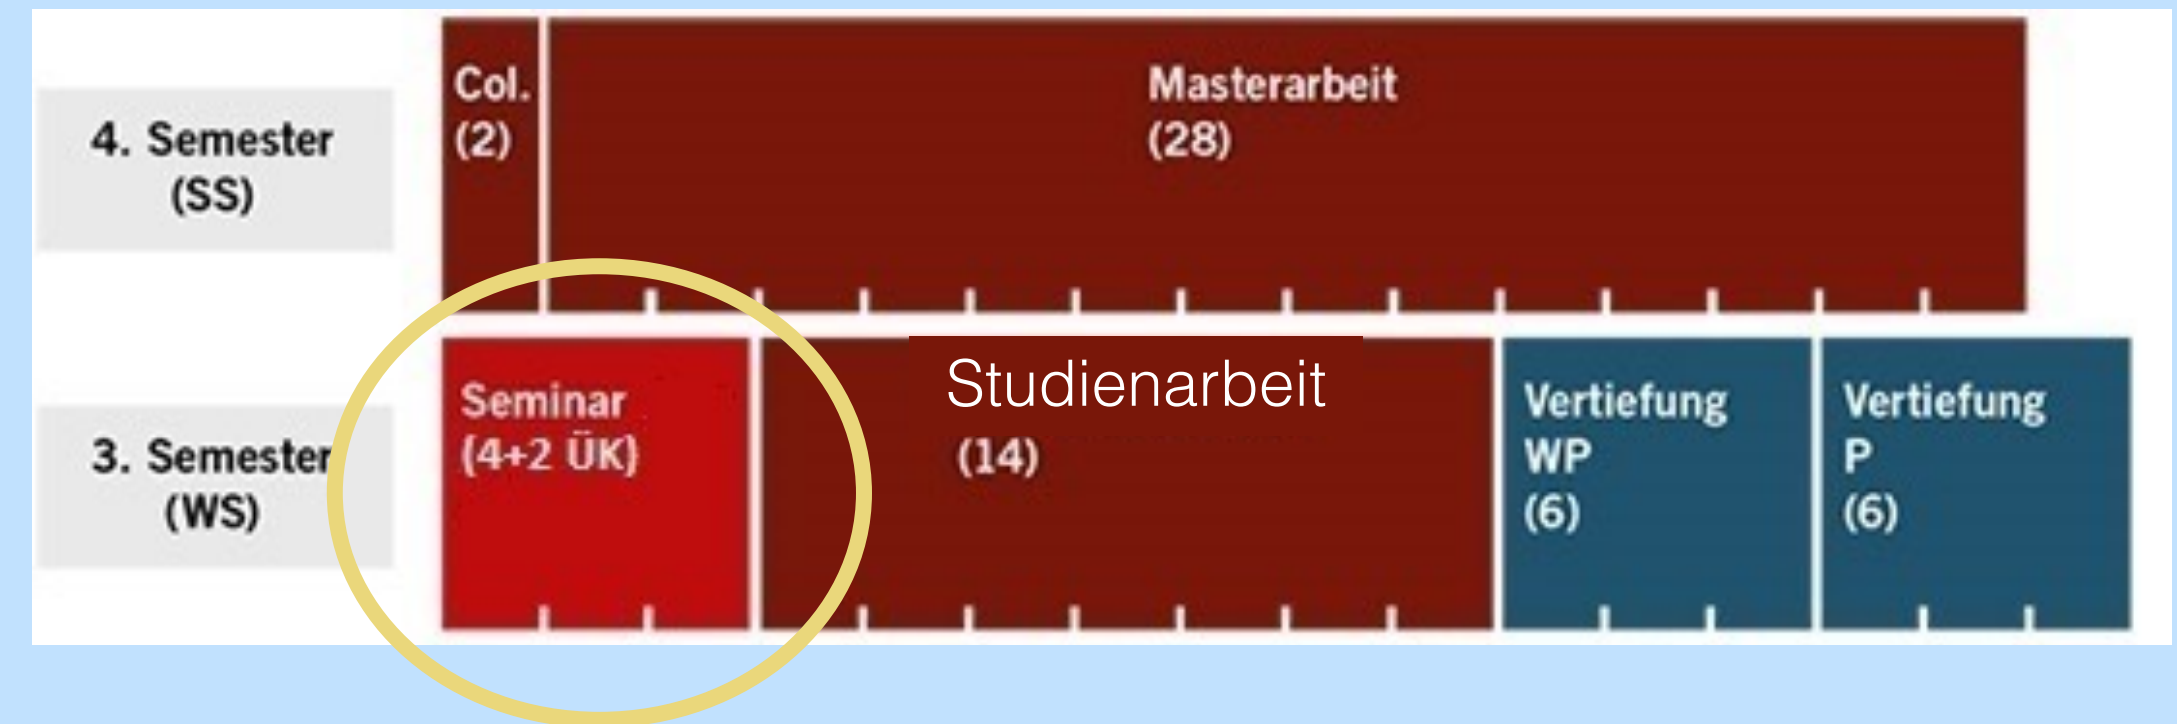 4. Semester
(SS)
Col.
(2)
Masterarbeit
(28)
3. Semester
(WS)
Seminar
(4+2 ÜK)
Studienarbeit
(14)
Vertiefung
WP
(6)
Vertiefung
P
(6)